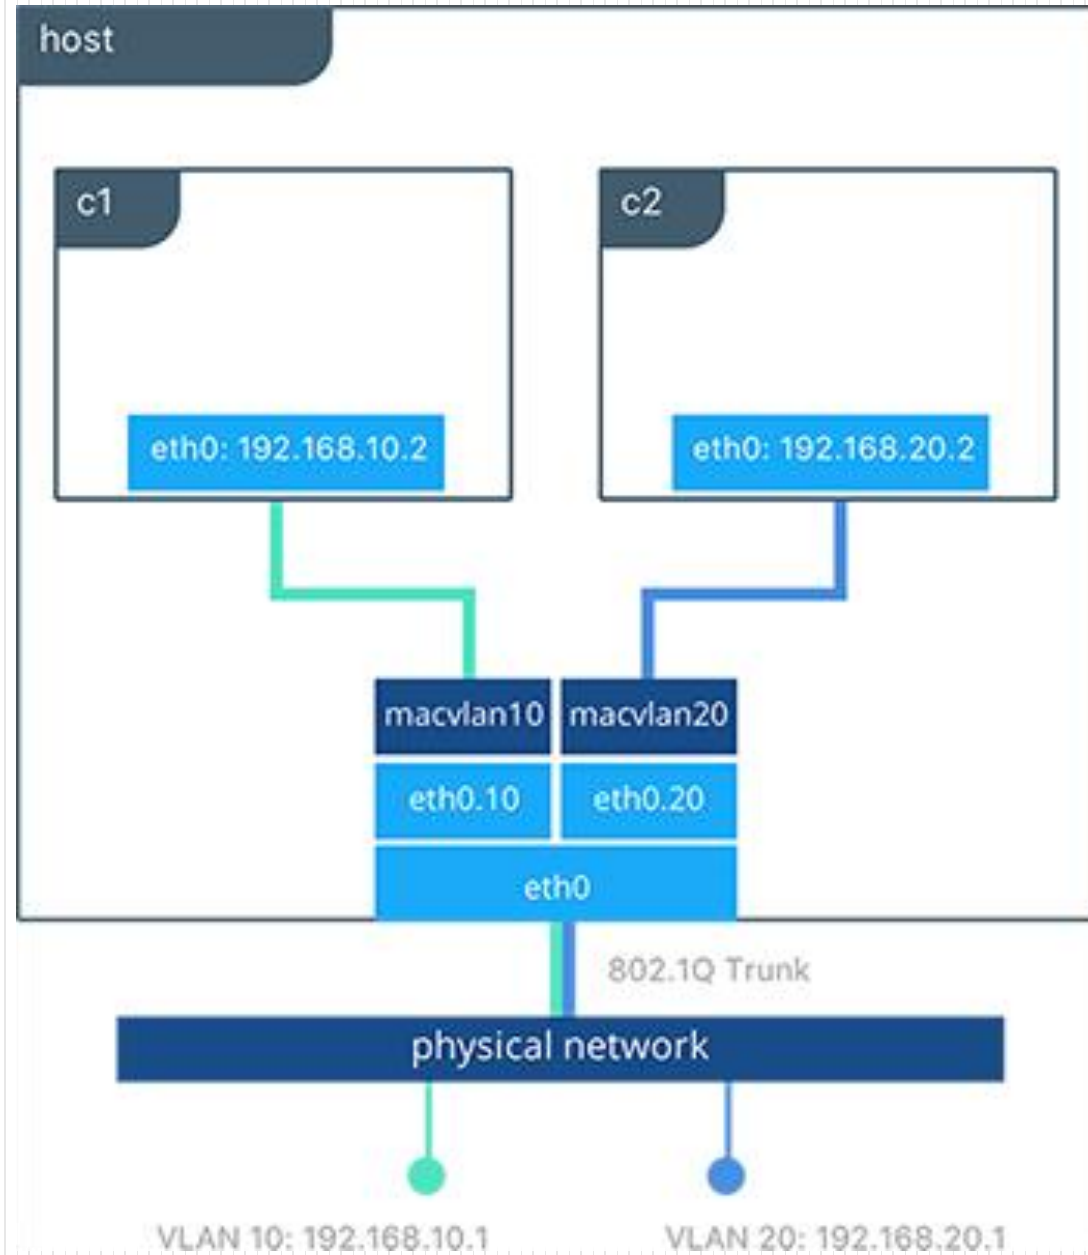 host
c1
c2
eth0: 192.168.10.2
eth0: 192.168.20.2
macvlan10
macvlan20
eth0.10
eth0.20
eth0
802.1Q Trunk
physical network
VLAN 10: 192.168.10.1
VLAN 20: 192.168.20.1